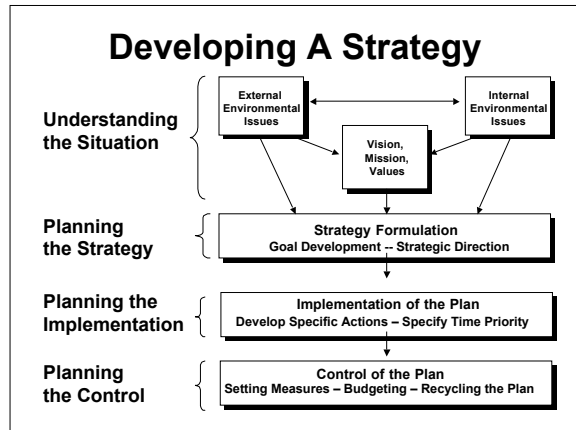 Developing A Strategy
Understanding
the Situation
External
Environmental
Issues
Internal
Environmental
Issues
Vision,
Mission,
Values
Planning
the Strategy
Strategy Formulation
Goal Development -- Strategic Direction
Planning the
Implementation
Implementation of the Plan
Develop Specific Actions – Specify Time Priority
Planning
the Control
Control of the Plan
Setting Measures – Budgeting – Recycling the Plan